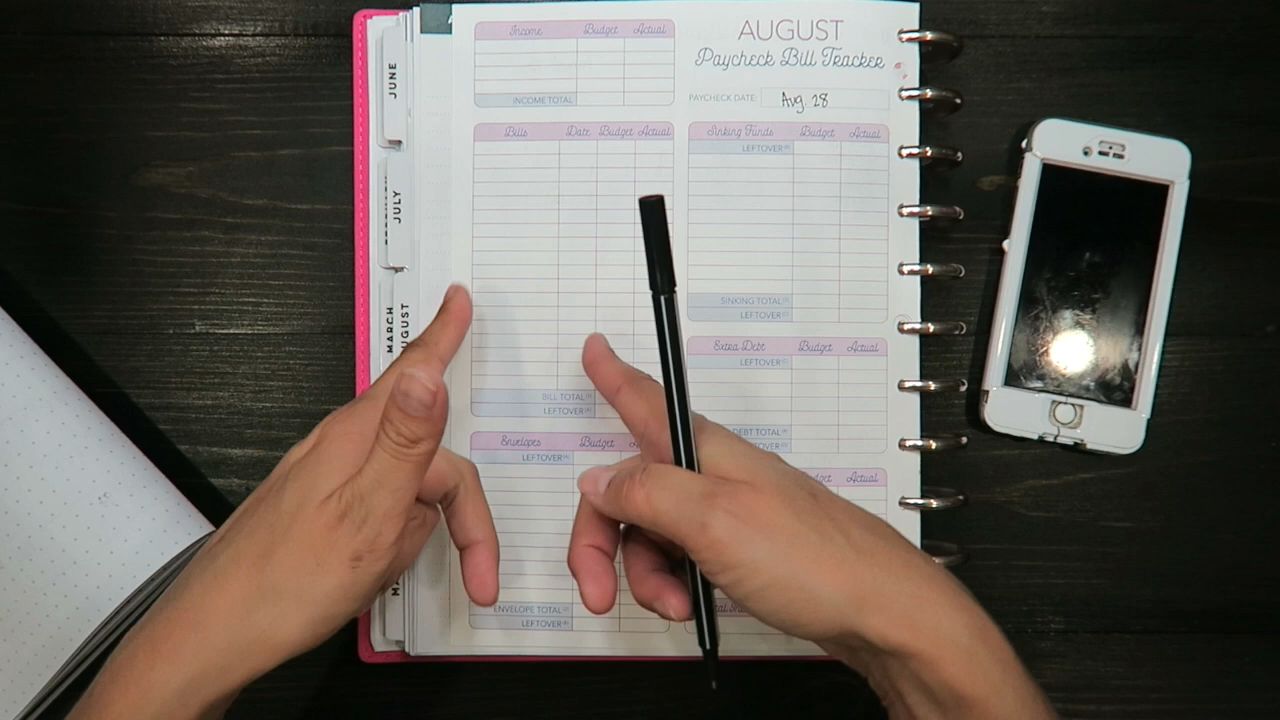 JUNE
JULY
MARCH
AUGUST
AUGUST
Paycheck Bill Tracker
PAYCHECK DATE: Aug. 28
Income Budget Actual
INCOME TOTAL
Bills Date Budget Actual
BILL TOTAL
LEFTOVER
Envelopes Budget
LEFTOVER
ENVELOPE TOTAL
LEFTOVER
Sinking Funds Budget Actual
LEFTOVER
SINKING TOTAL
LEFTOVER
Extra Debt Budget Actual
LEFTOVER
DEBT TOTAL
Actual